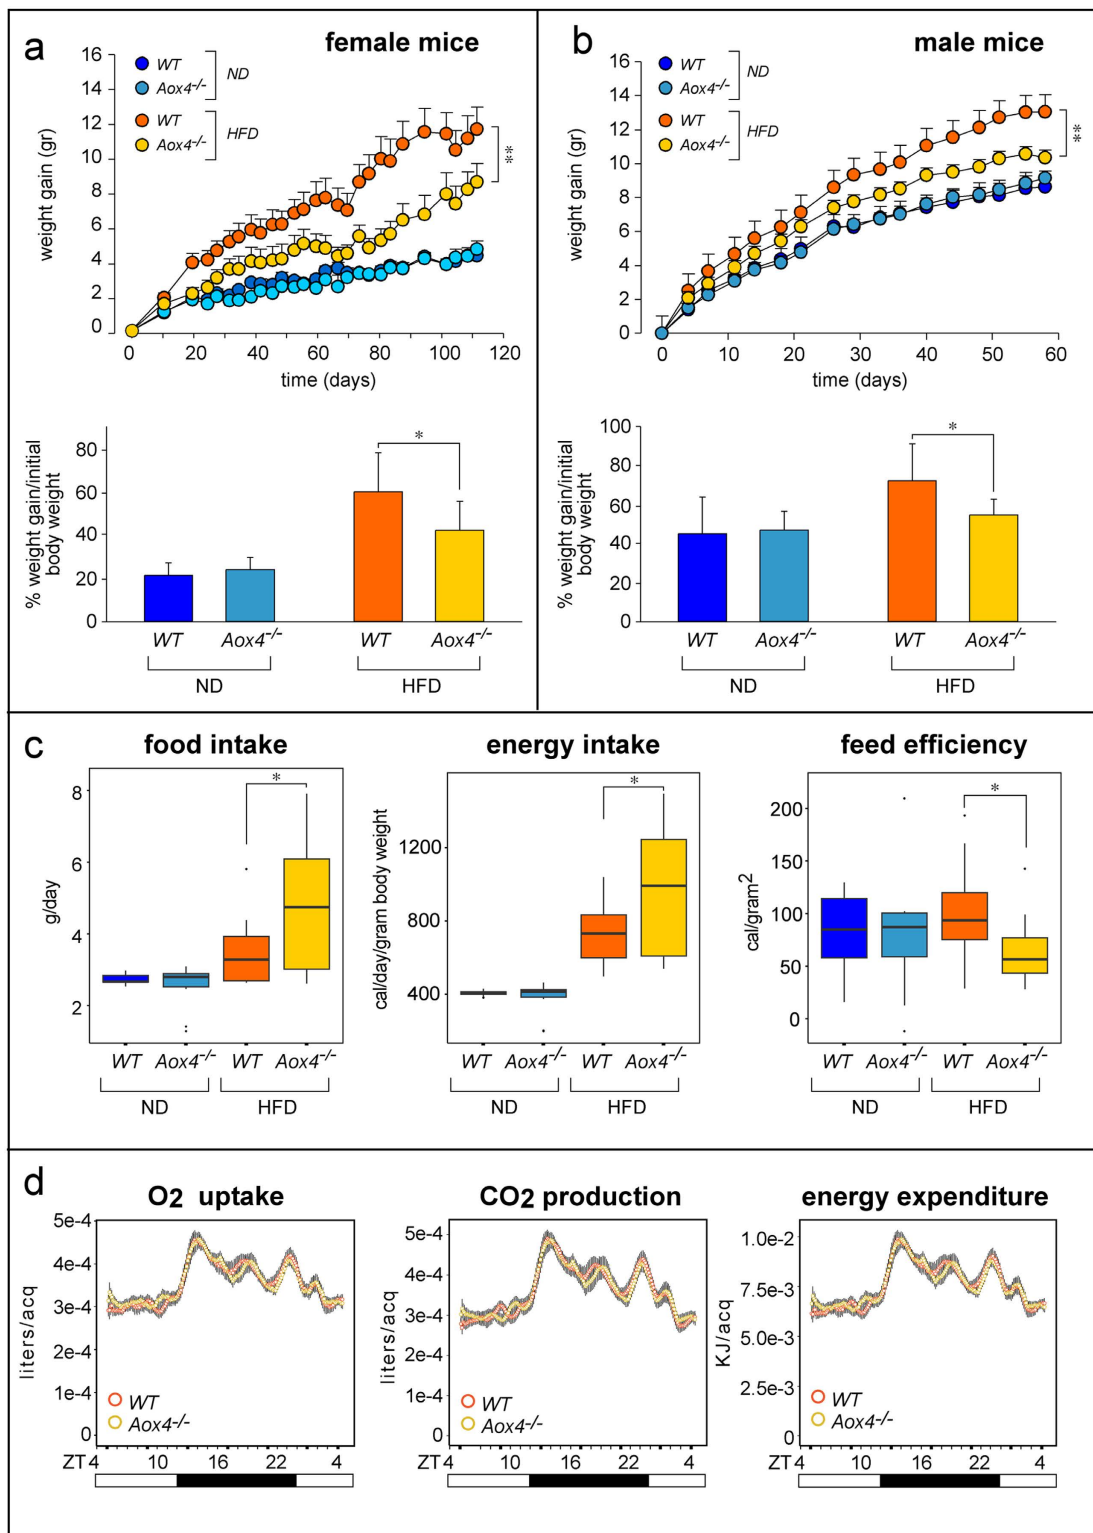 a
female mice
weight gain (gr)
16
14
12
10
8
6
4
2
0
WT
Aox4-/-
ND
WT
Aox4-/-
HFD
**
0
20
40
60
80
100
120
time (days)
% weight gain/initial
body weight
80
60
40
20
0
*
WT
Aox4-/-
WT
Aox4-/-
ND
HFD
b
male mice
weight gain (gr)
16
14
12
10
8
6
4
2
0
WT
Aox4-/-
ND
WT
Aox4-/-
HFD
**
0
10
20
30
40
50
60
time (days)
% weight gain/initial
body weight
100
80
60
40
20
0
*
WT
Aox4-/-
WT
Aox4-/-
ND
HFD
c
food intake
g/day
8
6
4
2
*
WT
Aox4-/-
WT
Aox4-/-
ND
HFD
energy intake
cal/day/gram body weight
1200
800
400
*
WT
Aox4-/-
WT
Aox4-/-
ND
HFD
feed efficiency
cal/gram2
200
150
100
50
0
*
WT
Aox4-/-
WT
Aox4-/-
ND
HFD
d
O2 uptake
liters/acq
5e-4
4e-4
3e-4
2e-4
1e-4
0
WT
Aox4-/-
ZT 4
10
16
22
4
CO2 production
liters/acq
5e-4
4e-4
3e-4
2e-4
1e-4
0
WT
Aox4-/-
ZT 4
10
16
22
4
energy expenditure
KJ/acq
1.0e-2
7.5e-3
5.0e-3
2.5e-3
0
WT
Aox4-/-
ZT 4
10
16
22
4